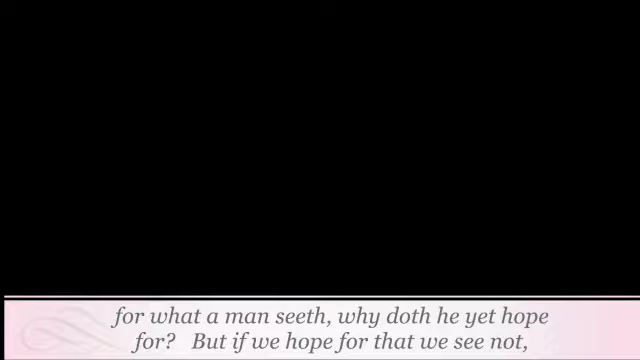 for what a man seeth, why doth he yet hope
for? But if we hope for that we see not,